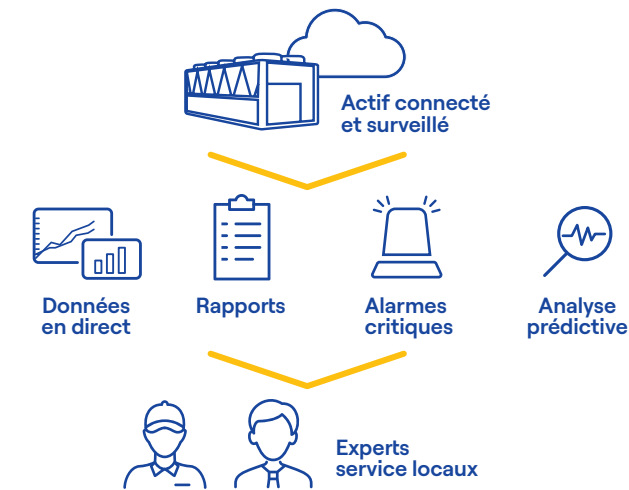 Actif connecté
et surveillé
Données
en direct
Rapports
Alarmes
critiques
Analyse
prédictive
Experts
service locaux